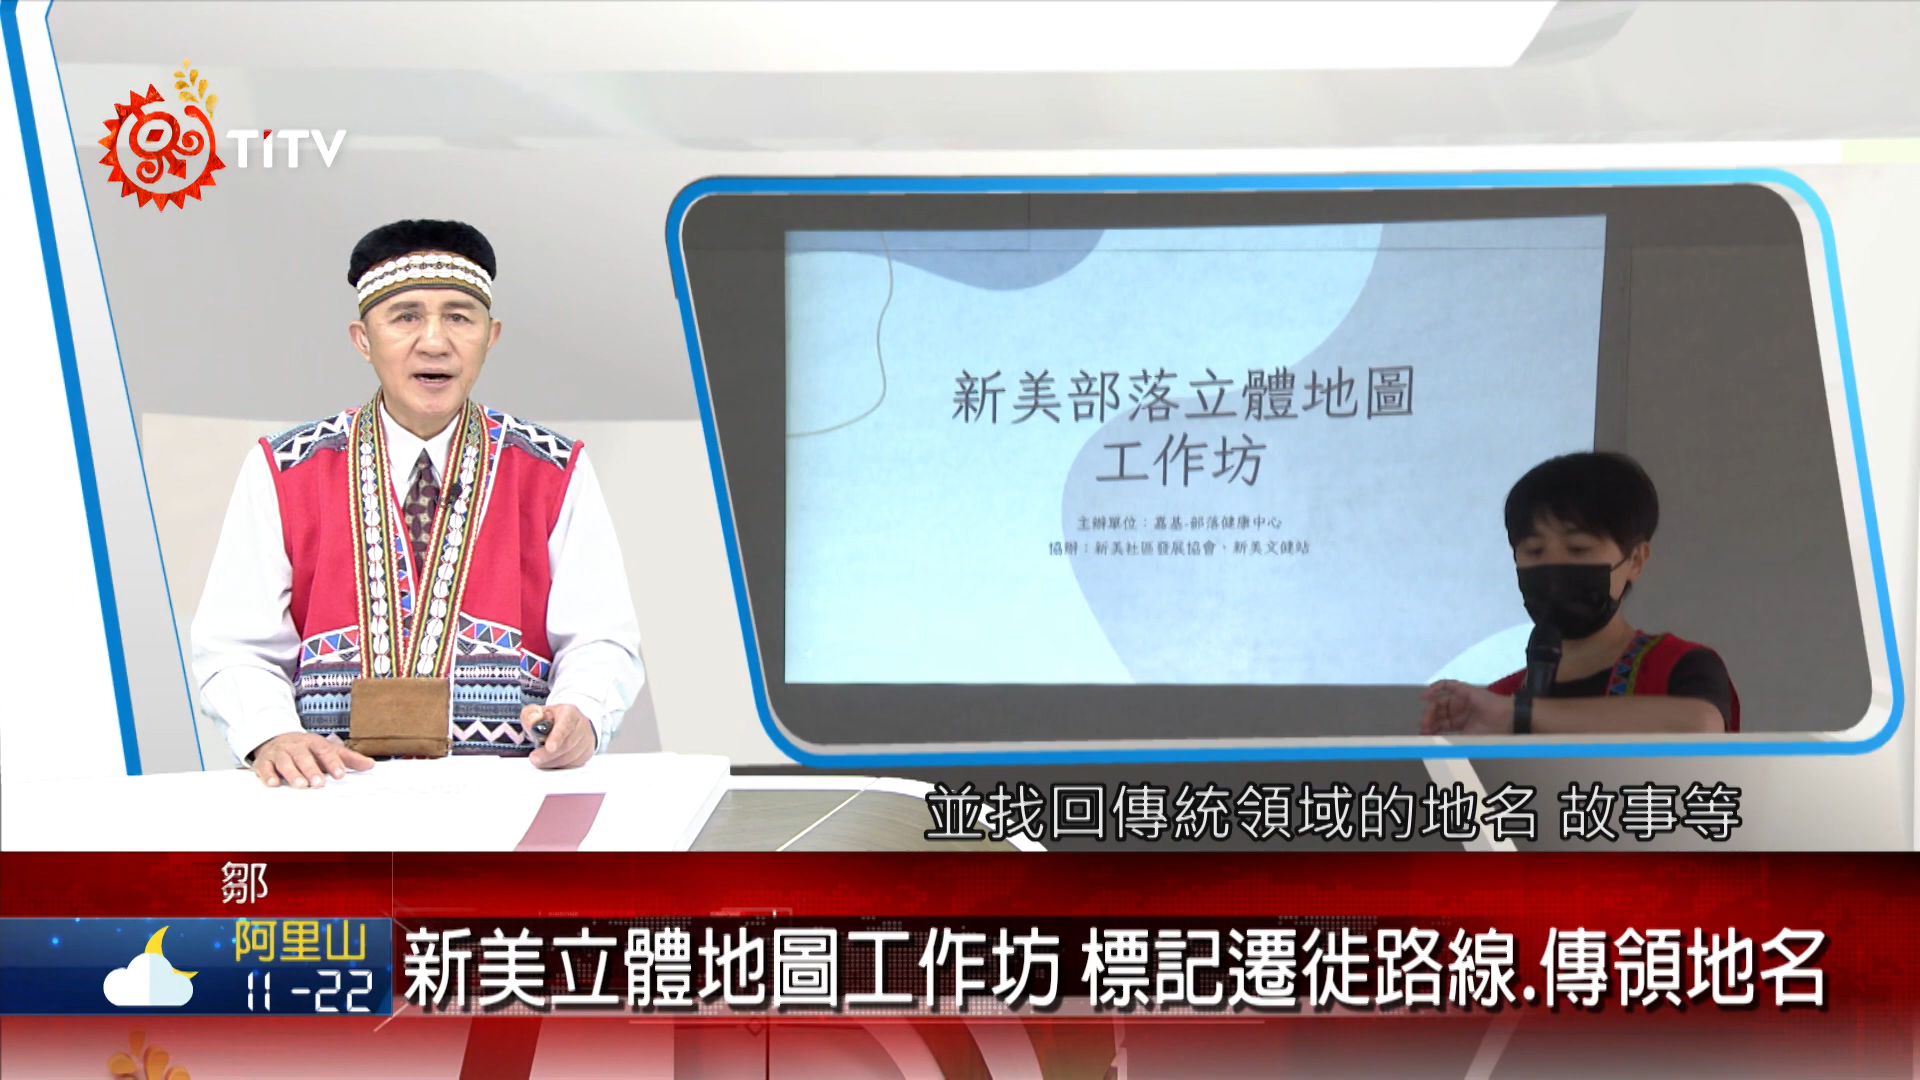 TiTV
新美部落立體地圖
工作坊
主辦單位：嘉基-部落健康中心
協辦：新美社區發展協會、新美文健站
並找回傳統領域的地名 故事等
鄒
阿里山
11-22
新美立體地圖工作坊 標記遷徙路線.傳領地名